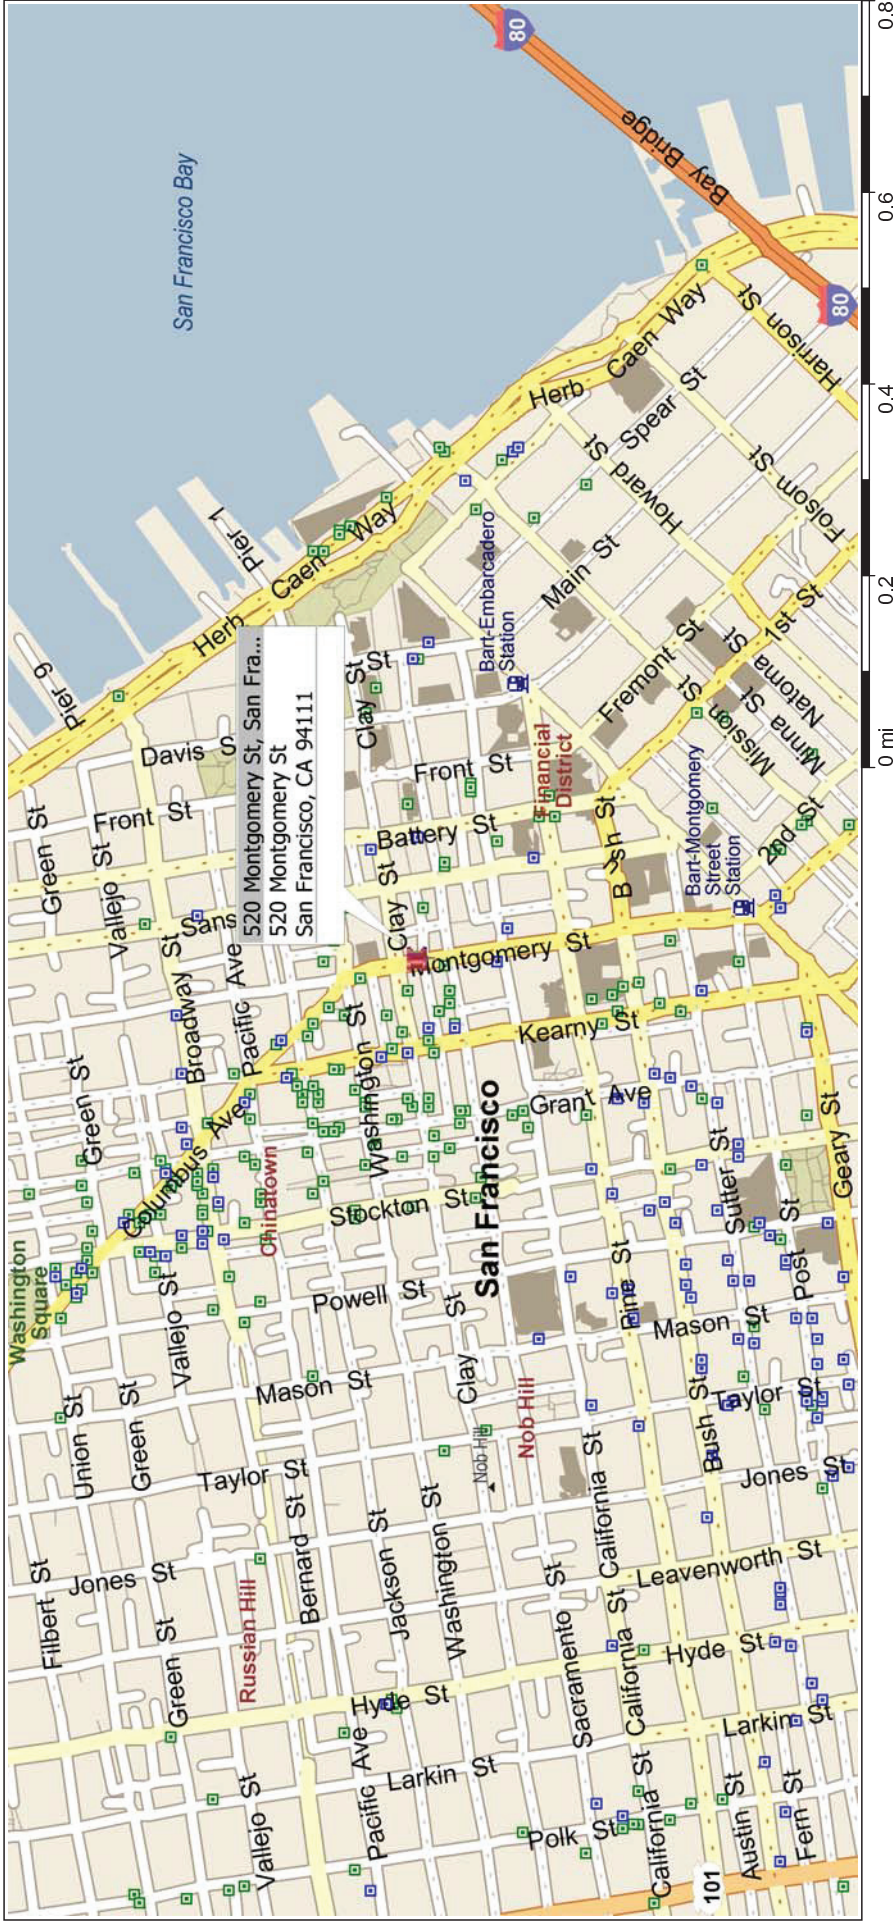 80
Bay Bridge
San Francisco Bay
80
Harrison St
Herb Caen Way
Spear St
Howard St
Folsom St
Main St
Pier 1
Herb Caen Way
Pier 9
Bart-Embarcadero
Station
Fremont St
1st St
Natoma St
Minna St
Mission St
Financial
District
Bart-Montgomery
Street
Station
2nd St
Clay St
St
Davis S
Front St
Front St
Battery St
Bush St
Green St
Vallejo St
Sans
Clay St
520 Montgomery St, San Fra...
520 Montgomery St
San Francisco, CA 94111
Montgomery St
Broadway St
Pacific Ave
Kearny St
Washington St
Green St
Columbus Ave
Grant Ave
San Francisco
Chinatown
Stockton St
Sutter St
Geary St
Post St
Washington
Square
Vallejo St
Powell St
Clay St
Pine St
Mason St
Mason St
Nob Hill
Nob Hill
Taylor St
Bush St
Union St
Green St
Taylor St
Jones St
Filbert St
Jones St
Bernard St
Jackson St
Washington St
California St
Leavenworth St
Russian Hill
Green St
Sacramento St
California St
Hyde St
Hyde St
Pacific Ave
Larkin St
Larkin St
Vallejo St
Polk St
California St
Austin St
Fern St
101
0 mi
0.2
0.4
0.6
0.8